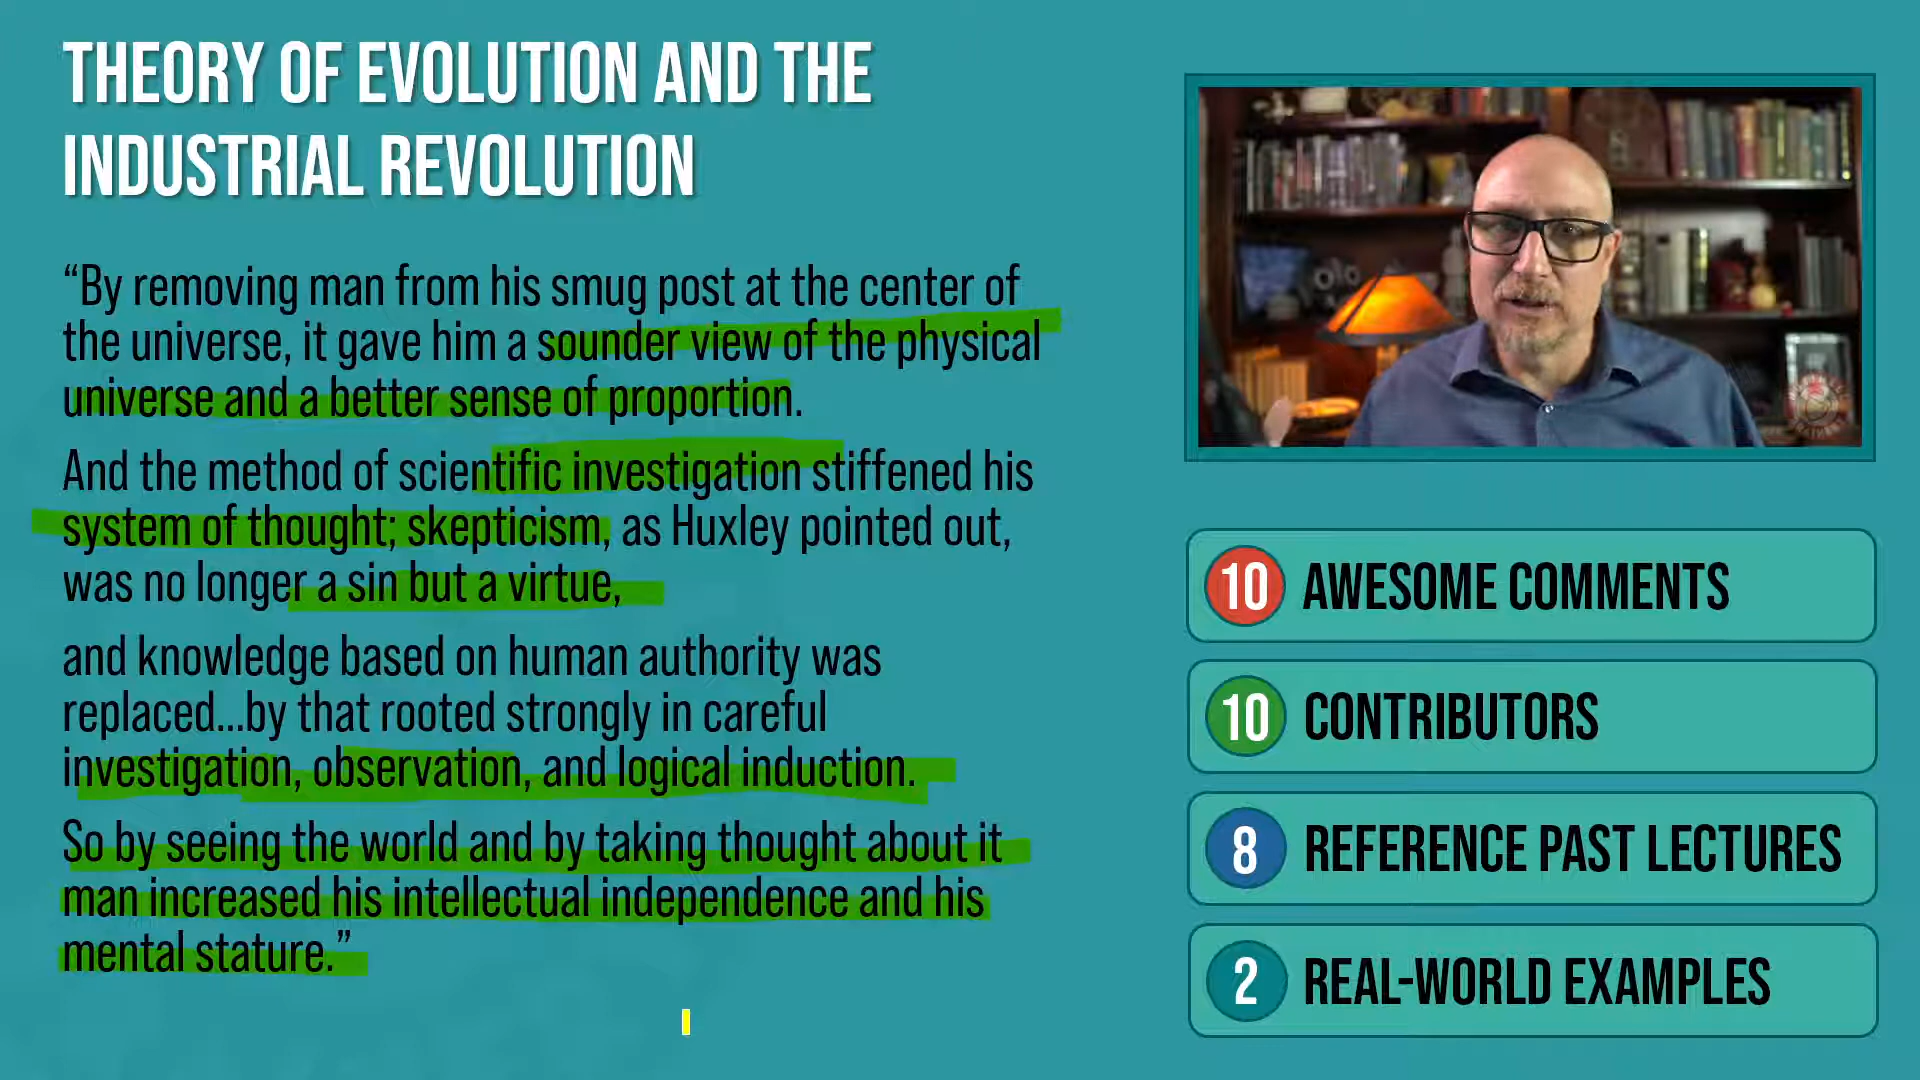 THEORY OF EVOLUTION AND THE
INDUSTRIAL REVOLUTION
“By removing man from his smug post at the center of
the universe, it gave him a sounder view of the physical
universe and a better sense of proportion.
And the method of scientific investigation stiffened his
system of thought; skepticism, as Huxley pointed out,
was no longer a sin but a virtue,
and knowledge based on human authority was
replaced...by that rooted strongly in careful
investigation, observation, and logical induction.
So by seeing the world and by taking thought about it
man increased his intellectual independence and his
mental stature.”
10 AWESOME COMMENTS
10 CONTRIBUTORS
8 REFERENCE PAST LECTURES
2 REAL-WORLD EXAMPLES